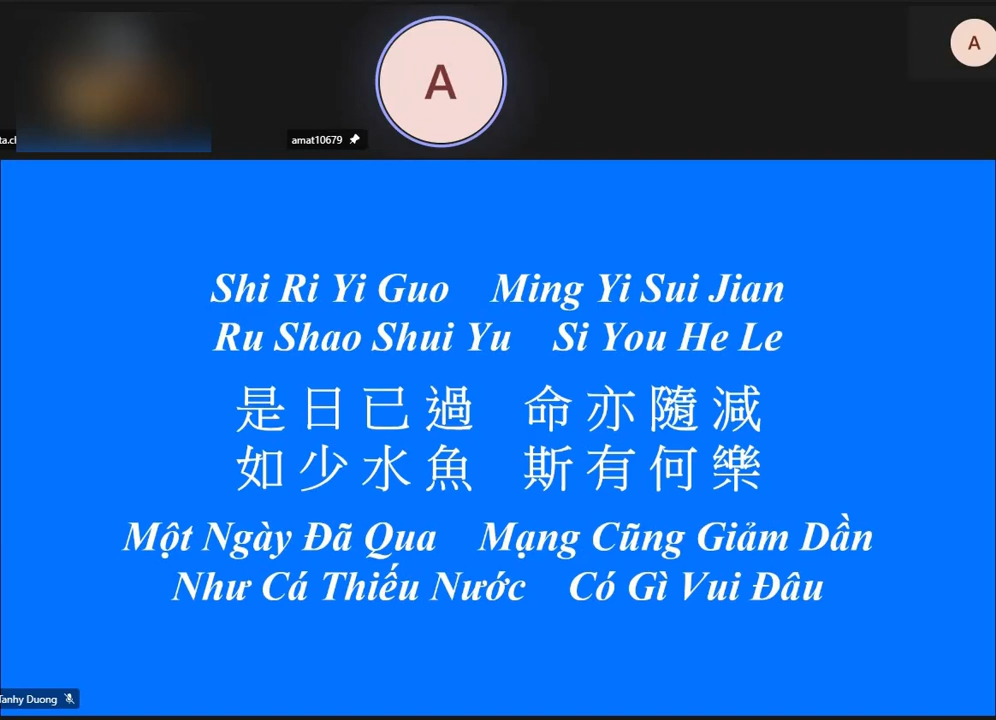 A
A
amat10679
Shi Ri Yi Guo Ming Yi Sui Jian
Ru Shao Shui Yu Si You He Le
是日已過 命亦隨減
如少水魚 斯有何樂
Một Ngày Đã Qua Mạng Cũng Giảm Dần
Như Cá Thiếu Nước Có Gì Vui Đâu
Tanhy Duong